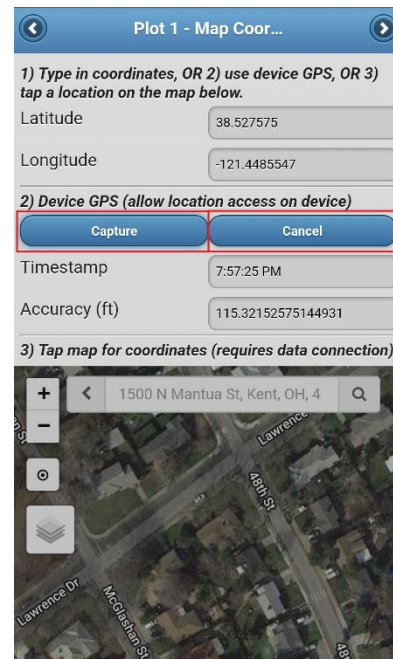 Plot 1 - Map Coor...
1) Type in coordinates, OR 2) use device GPS, OR 3)
tap a location on the map below.
Latitude
38.527575
Longitude
-121.4485547
2) Device GPS (allow location access on device)
Capture
Cancel
Timestamp
7:57:25 PM
Accuracy (ft)
115.32152575144931
3) Tap map for coordinates (requires data connection)
+
1500 N Mantua St, Kent, OH, 4
−
Lawrence
48th St
Lawrence Dr
McGlashan St
48